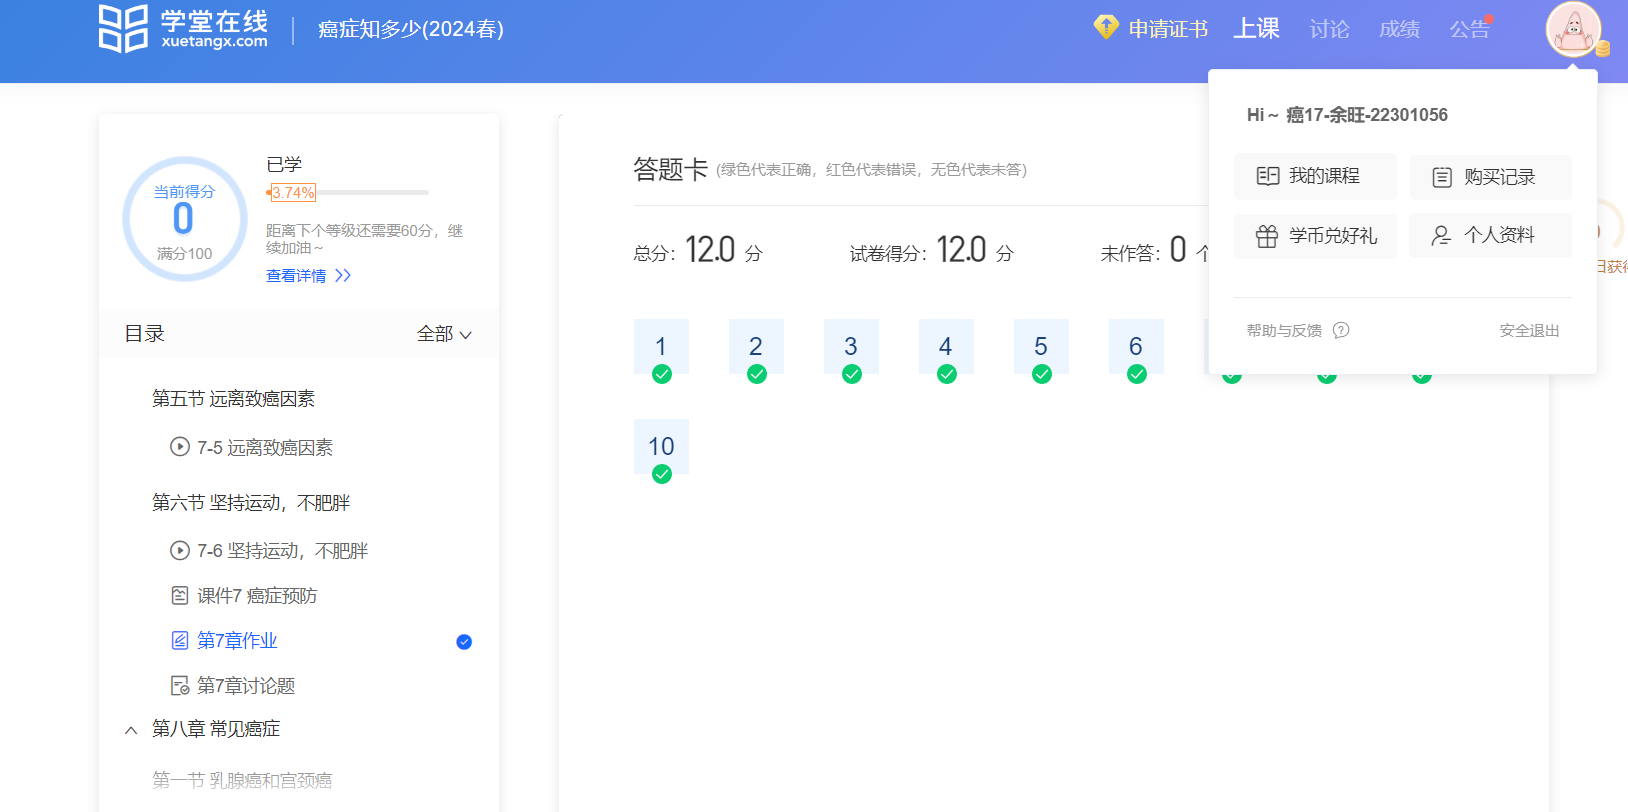 学堂在线
xuetangx.com
癌症知多少(2024春)
申请证书
上课
讨论
成绩
公告
Hi～ 癌17-余旺-22301056
我的课程
购买记录
学币兑好礼
个人资料
帮助与反馈
安全退出
当前得分
0
满分100
已学
3.74%
距离下个等级还需要60分，继
续加油～
查看详情
目录
全部
第五节 远离致癌因素
7-5 远离致癌因素
第六节 坚持运动，不肥胖
7-6 坚持运动，不肥胖
课件7 癌症预防
第7章作业
第7章讨论题
第八章 常见癌症
第一节 乳腺癌和宫颈癌
答题卡 (绿色代表正确，红色代表错误，无色代表未答)
总分：12.0 分
试卷得分：12.0 分
未作答：0 个
1
2
3
4
5
6
10
日获得